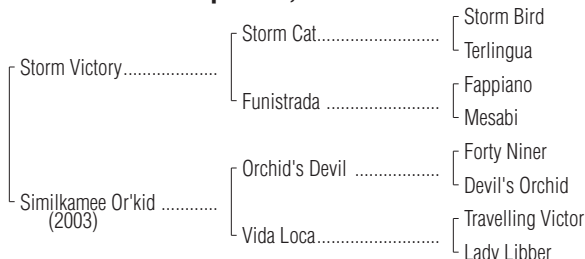 Storm Bird
Storm Cat
Terlingua
Storm Victory
Fappiano
Funistrada
Mesabi
Forty Niner
Orchid's Devil
Devil's Orchid
Similkamee Or'kid
(2003)
Travelling Victor
Vida Loca
Lady Libber